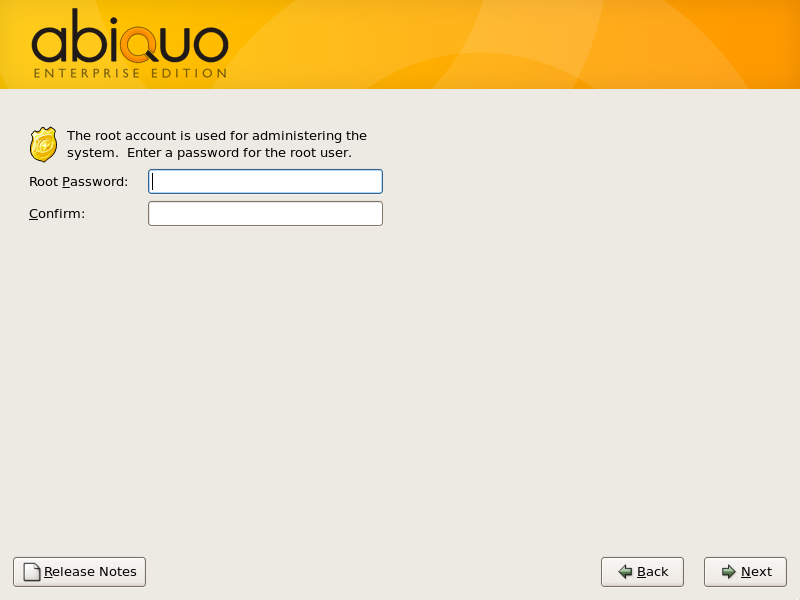 abiquo
ENTERPRISE EDITION
The root account is used for administering the
system.  Enter a password for the root user.
Root Password:
Confirm:
Release Notes
Back
Next